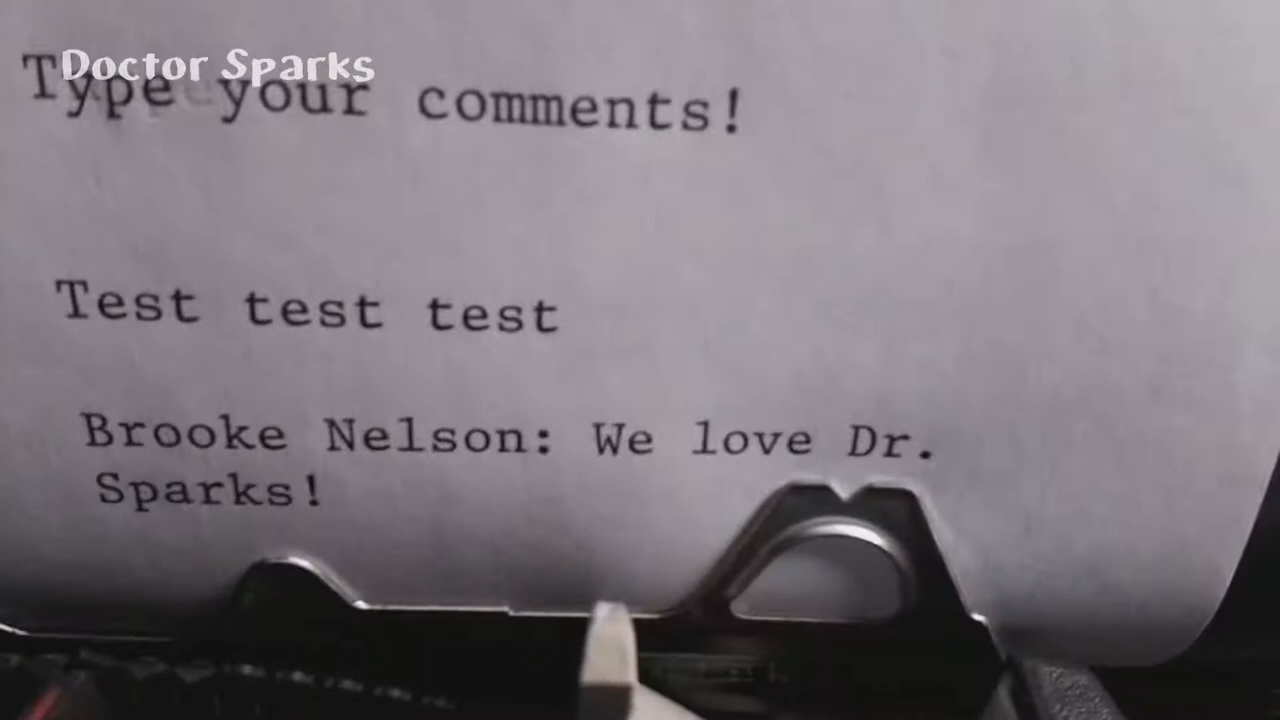 Doctor Sparks
Type your comments!
Test test test
Brooke Nelson: We love Dr.
Sparks!